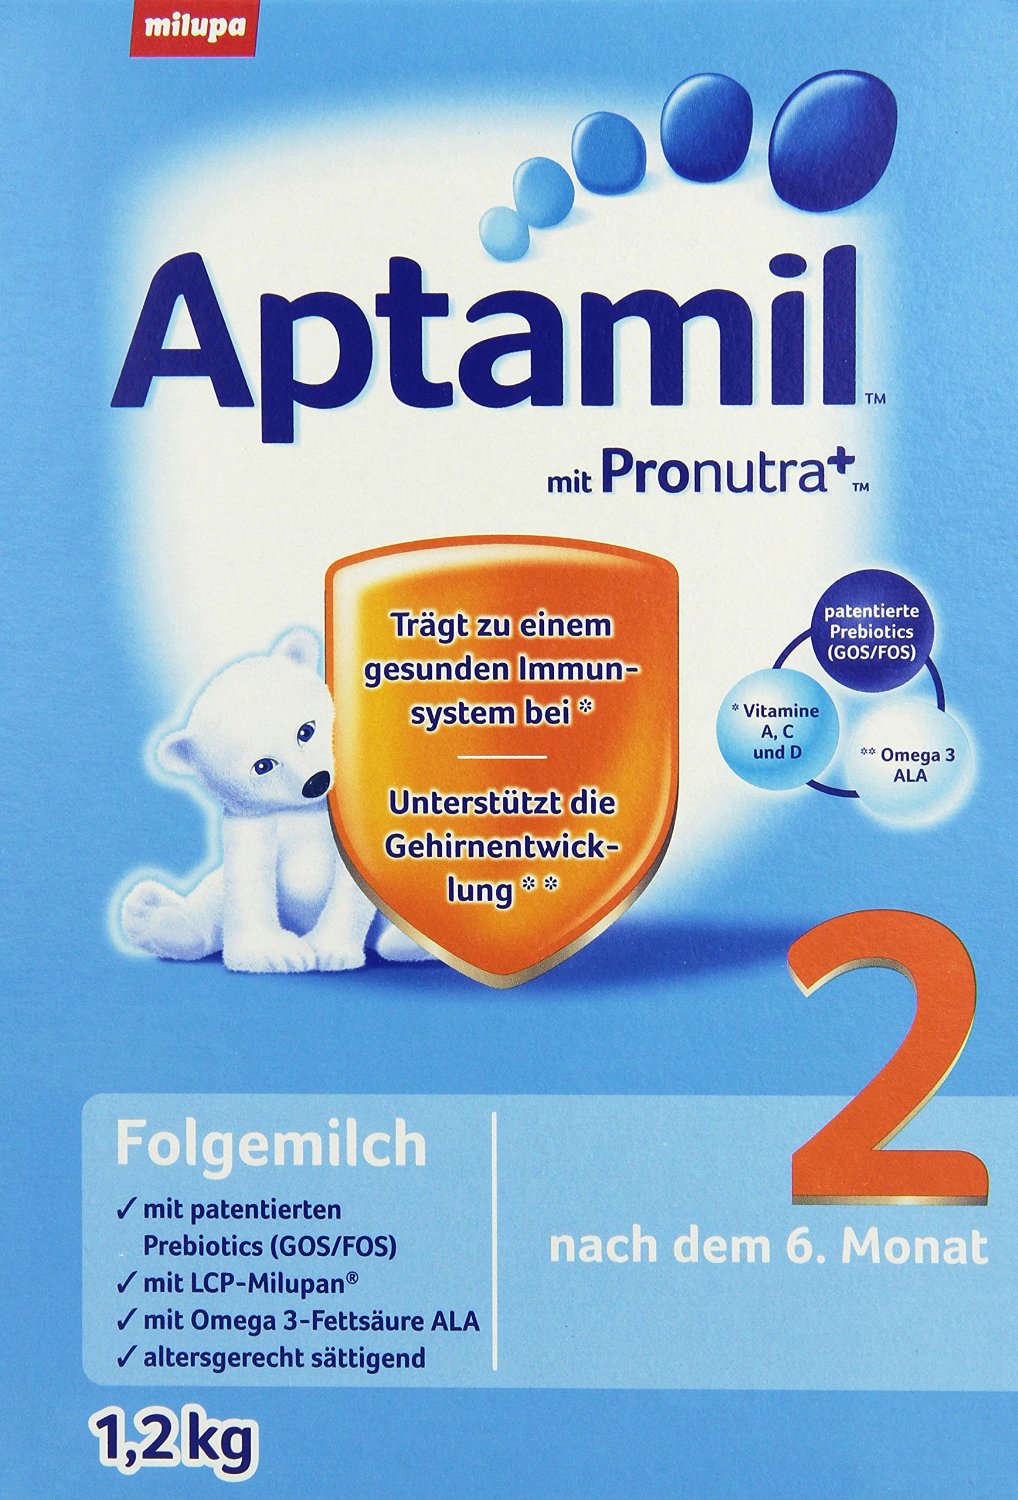 milupa
Aptamil™
mit Pronutra+™
Trägt zu einem
gesunden Immun-
system bei *
Unterstützt die
Gehirnentwick-
lung **
patentierte
Prebiotics
(GOS/FOS)
* Vitamine
A, C
und D
** Omega 3
ALA
2
nach dem 6. Monat
Folgemilch
✓ mit patentierten
Prebiotics (GOS/FOS)
✓ mit LCP-Milupan®
✓ mit Omega 3-Fettsäure ALA
✓ altersgerecht sättigend
1,2 kg